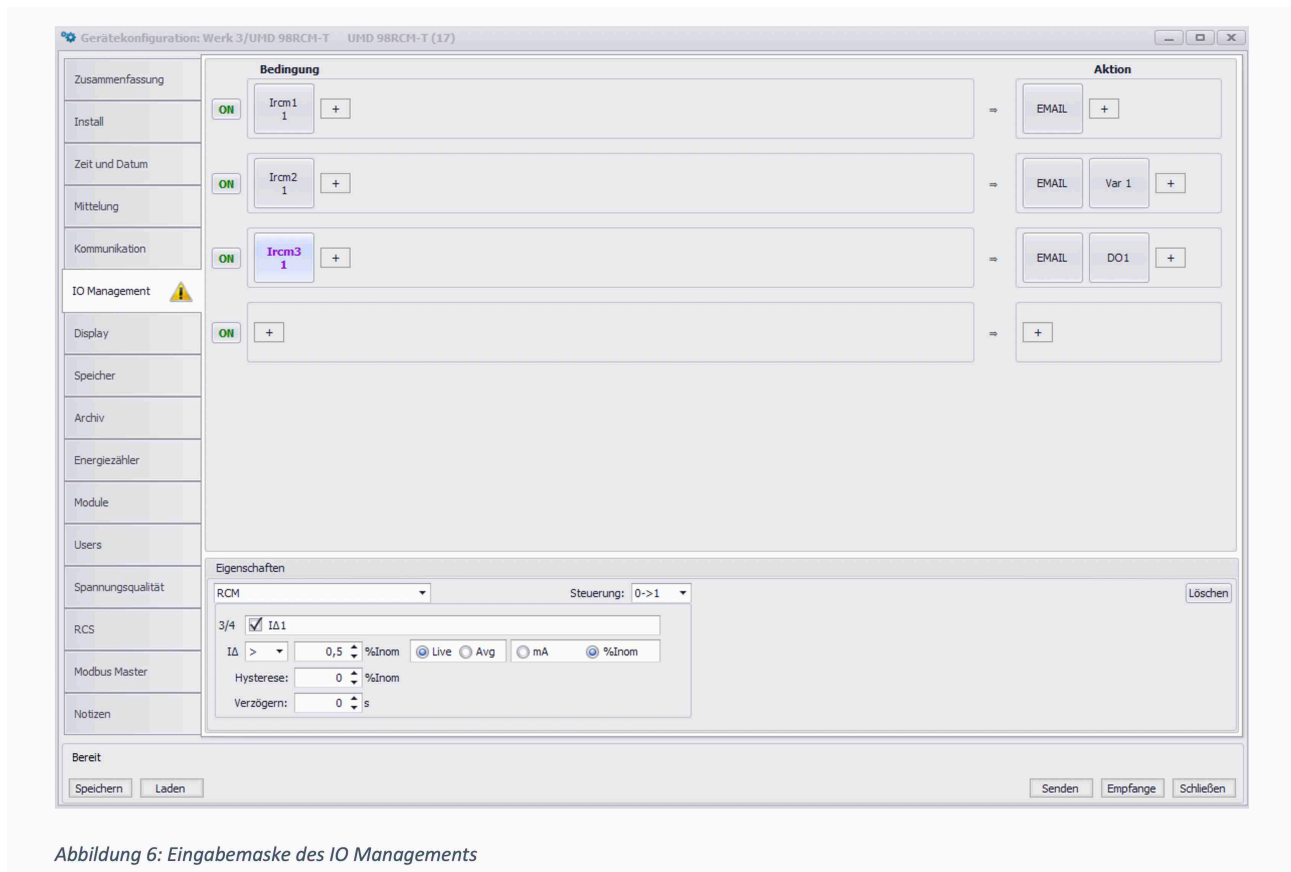 Gerätekonfiguration: Werk 3/UMD 98RCM-T UMD 98RCM-T (17)
Zusammenfassung
Install
Zeit und Datum
Mittelung
Kommunikation
IO Management
Display
Speicher
Archiv
Energiezähler
Module
Users
Spannungsqualität
RCS
Modbus Master
Notizen
Bedingung Aktion
ON Ircm1 1 + ⇒ EMAIL +
ON Ircm2 1 + ⇒ EMAIL Var 1 +
ON Ircm3 1 + ⇒ EMAIL DO1 +
ON + ⇒ +
Eigenschaften
RCM Steuerung: 0->1 Löschen
3/4 IΔ1
IΔ > 0,5 %Inom Live Avg mA %Inom
Hysterese: 0 %Inom
Verzögern: 0 s
Bereit
Speichern Laden Senden Empfange Schließen
Abbildung 6: Eingabemaske des IO Managements